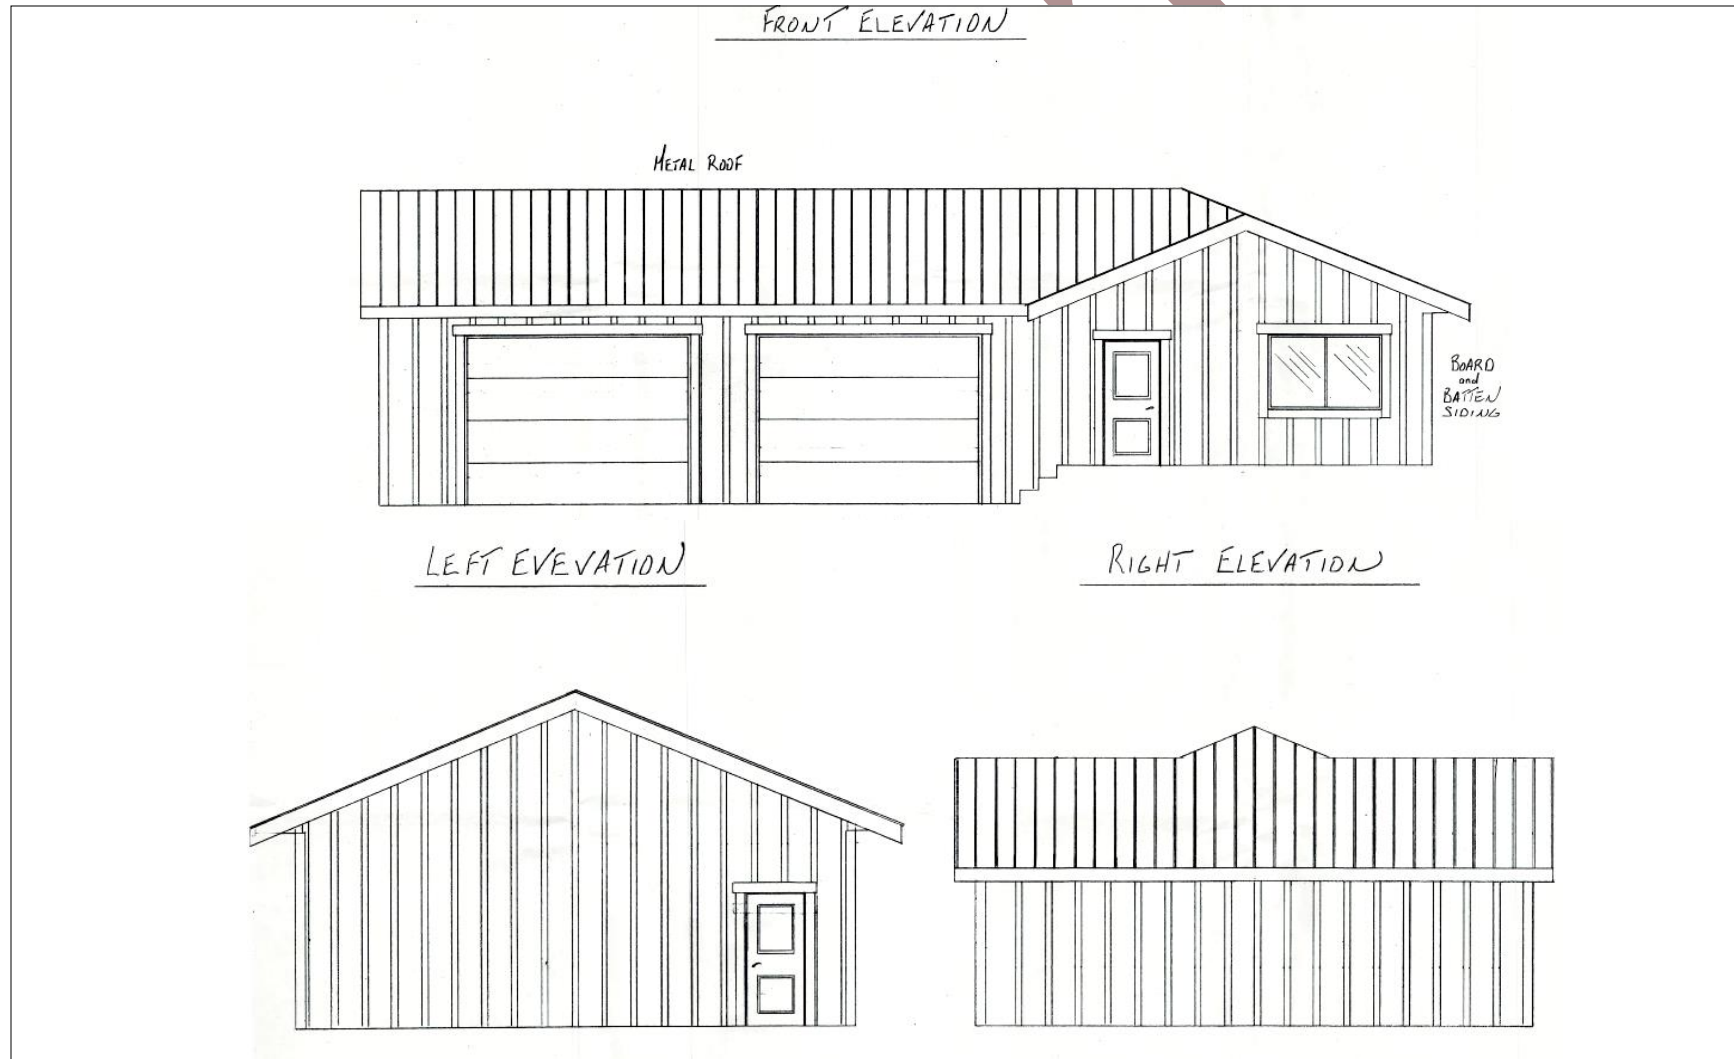 FRONT ELEVATION
METAL ROOF
BOARD
and
BATTEN
SIDING
LEFT EVEVATION
RIGHT ELEVATION